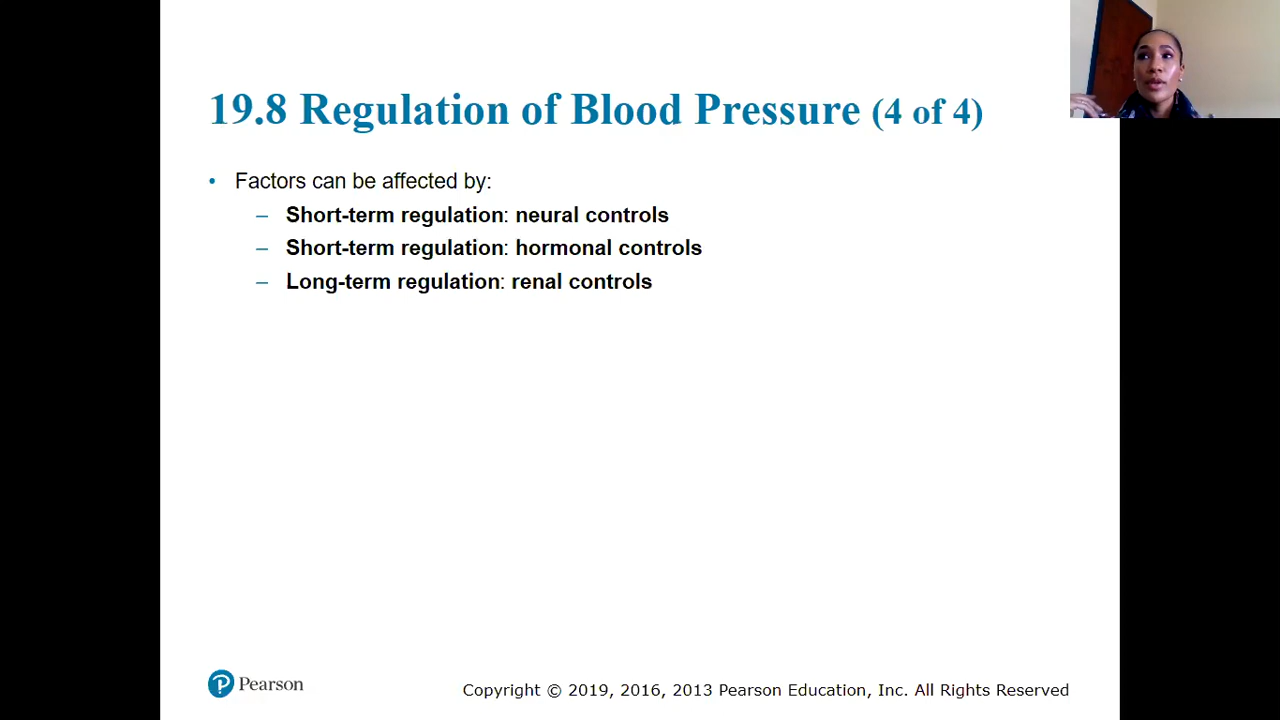 19.8 Regulation of Blood Pressure (4 of 4)
• Factors can be affected by:
– Short-term regulation: neural controls
– Short-term regulation: hormonal controls
– Long-term regulation: renal controls
P Pearson
Copyright © 2019, 2016, 2013 Pearson Education, Inc. All Rights Reserved